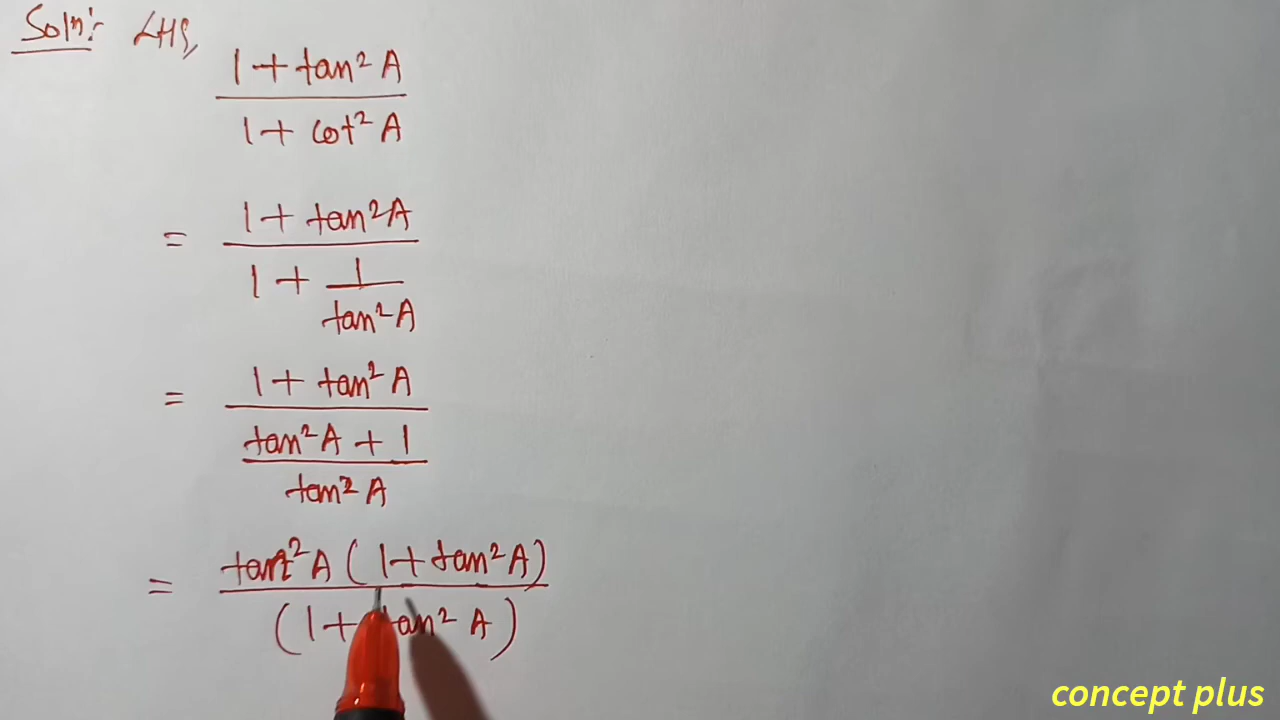 Soln: LHS,
1 + tan² A
1 + cot² A
= 1 + tan² A
1 + 1
tan² A
= 1 + tan² A
tan² A + 1
tan² A
= tan² A (1 + tan² A)
(1 + tan² A)
concept plus